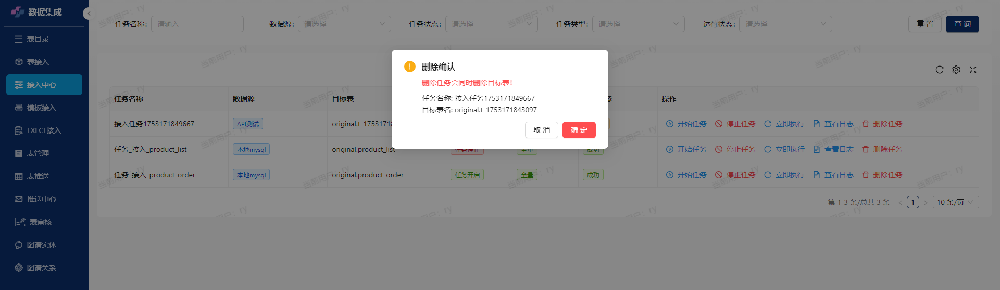 数据集成
表目录
表接入
接入中心
模板接入
EXECL接入
表管理
表推送
推送中心
表审核
图谱实体
图谱关系
任务名称: 请输入
数据源: 请选择
任务状态: 请选择
任务类型: 请选择
运行状态: 请选择
重 置
查 询
删除确认
删除任务会同时删除目标表!
任务名称: 接入任务1753171849667
目标表名: original.t_1753171843097
取 消
确 定
任务名称 数据源 目标表 态 操作
接入任务1753171849667 API测试 original.t_17531718 开始任务 停止任务 立即执行 查看日志 删除任务
任务_接入_product_list 本地mysql original.product_list 任务停止 全量 成功 开始任务 停止任务 立即执行 查看日志 删除任务
任务_接入_product_order 本地mysql original.product_order 任务开启 全量 成功 开始任务 停止任务 立即执行 查看日志 删除任务
第 1-3 条/总共 3 条 < 1 > 10 条/页
当前用户：ry